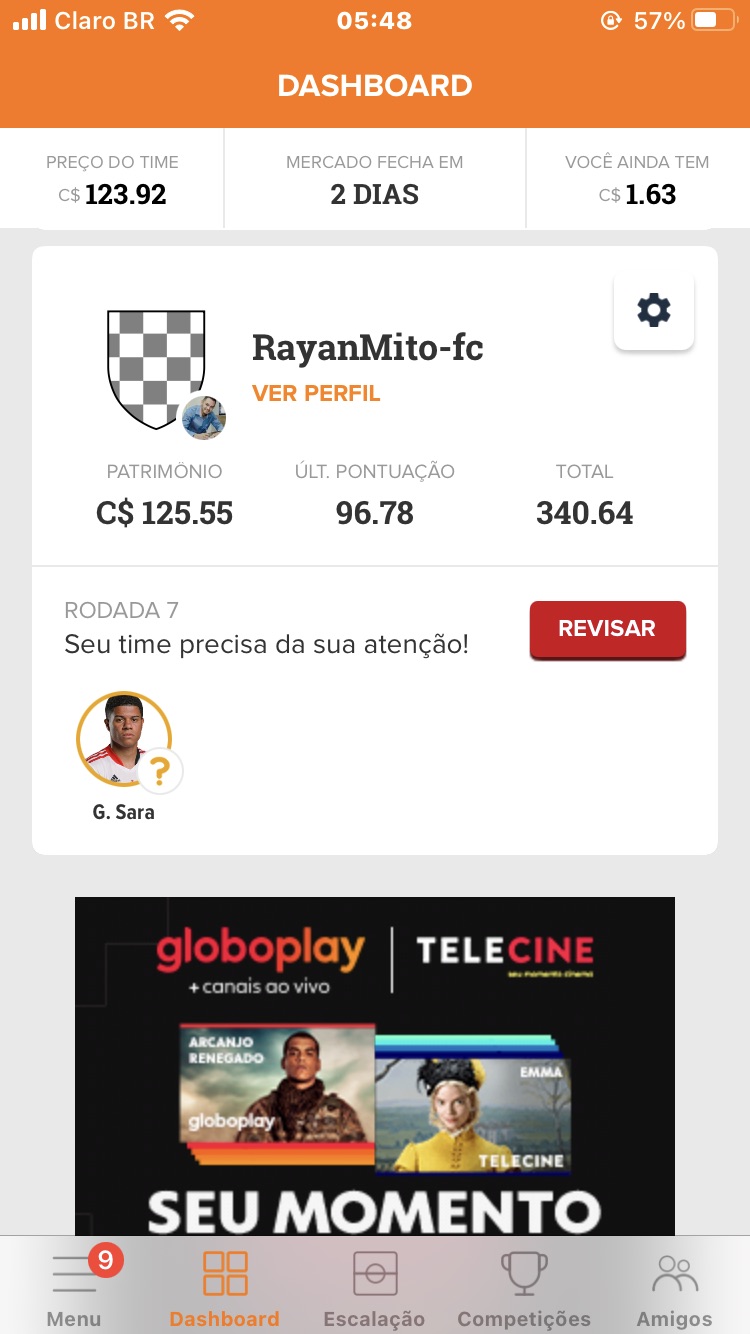 Claro BR 05:48 57%
DASHBOARD
PREÇO DO TIME
C$ 123.92
MERCADO FECHA EM
2 DIAS
VOCÊ AINDA TEM
C$ 1.63
RayanMito-fc
VER PERFIL
PATRIMÔNIO
C$ 125.55
ÚLT. PONTUAÇÃO
96.78
TOTAL
340.64
RODADA 7
Seu time precisa da sua atenção!
REVISAR
?
G. Sara
globoplay
+ canais ao vivo
TELECINE
seu momento cinema
ARCANJO
RENEGADO
globoplay
EMMA
TELECINE
SEU MOMENTO
9
Menu
Dashboard
Escalação
Competições
Amigos